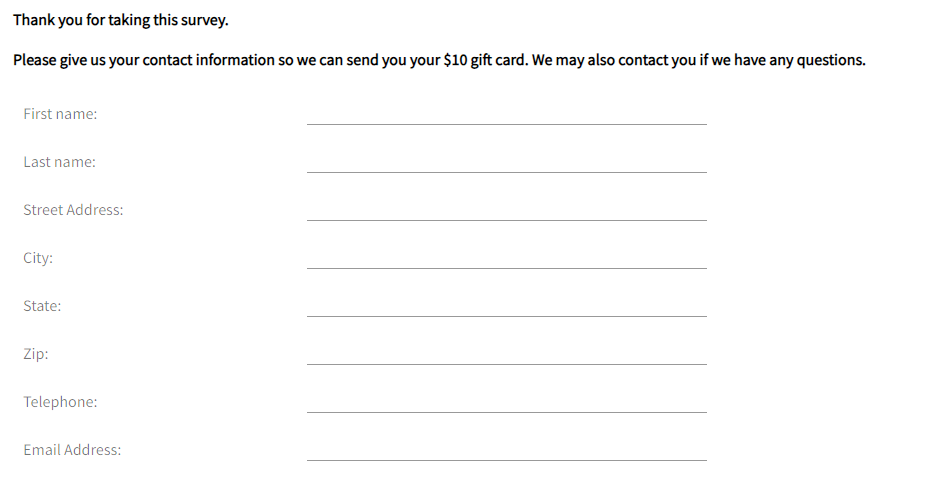 Thank you for taking this survey.
Please give us your contact information so we can send you your $10 gift card. We may also contact you if we have any questions.
First name:
Last name:
Street Address:
City:
State:
Zip:
Telephone:
Email Address: